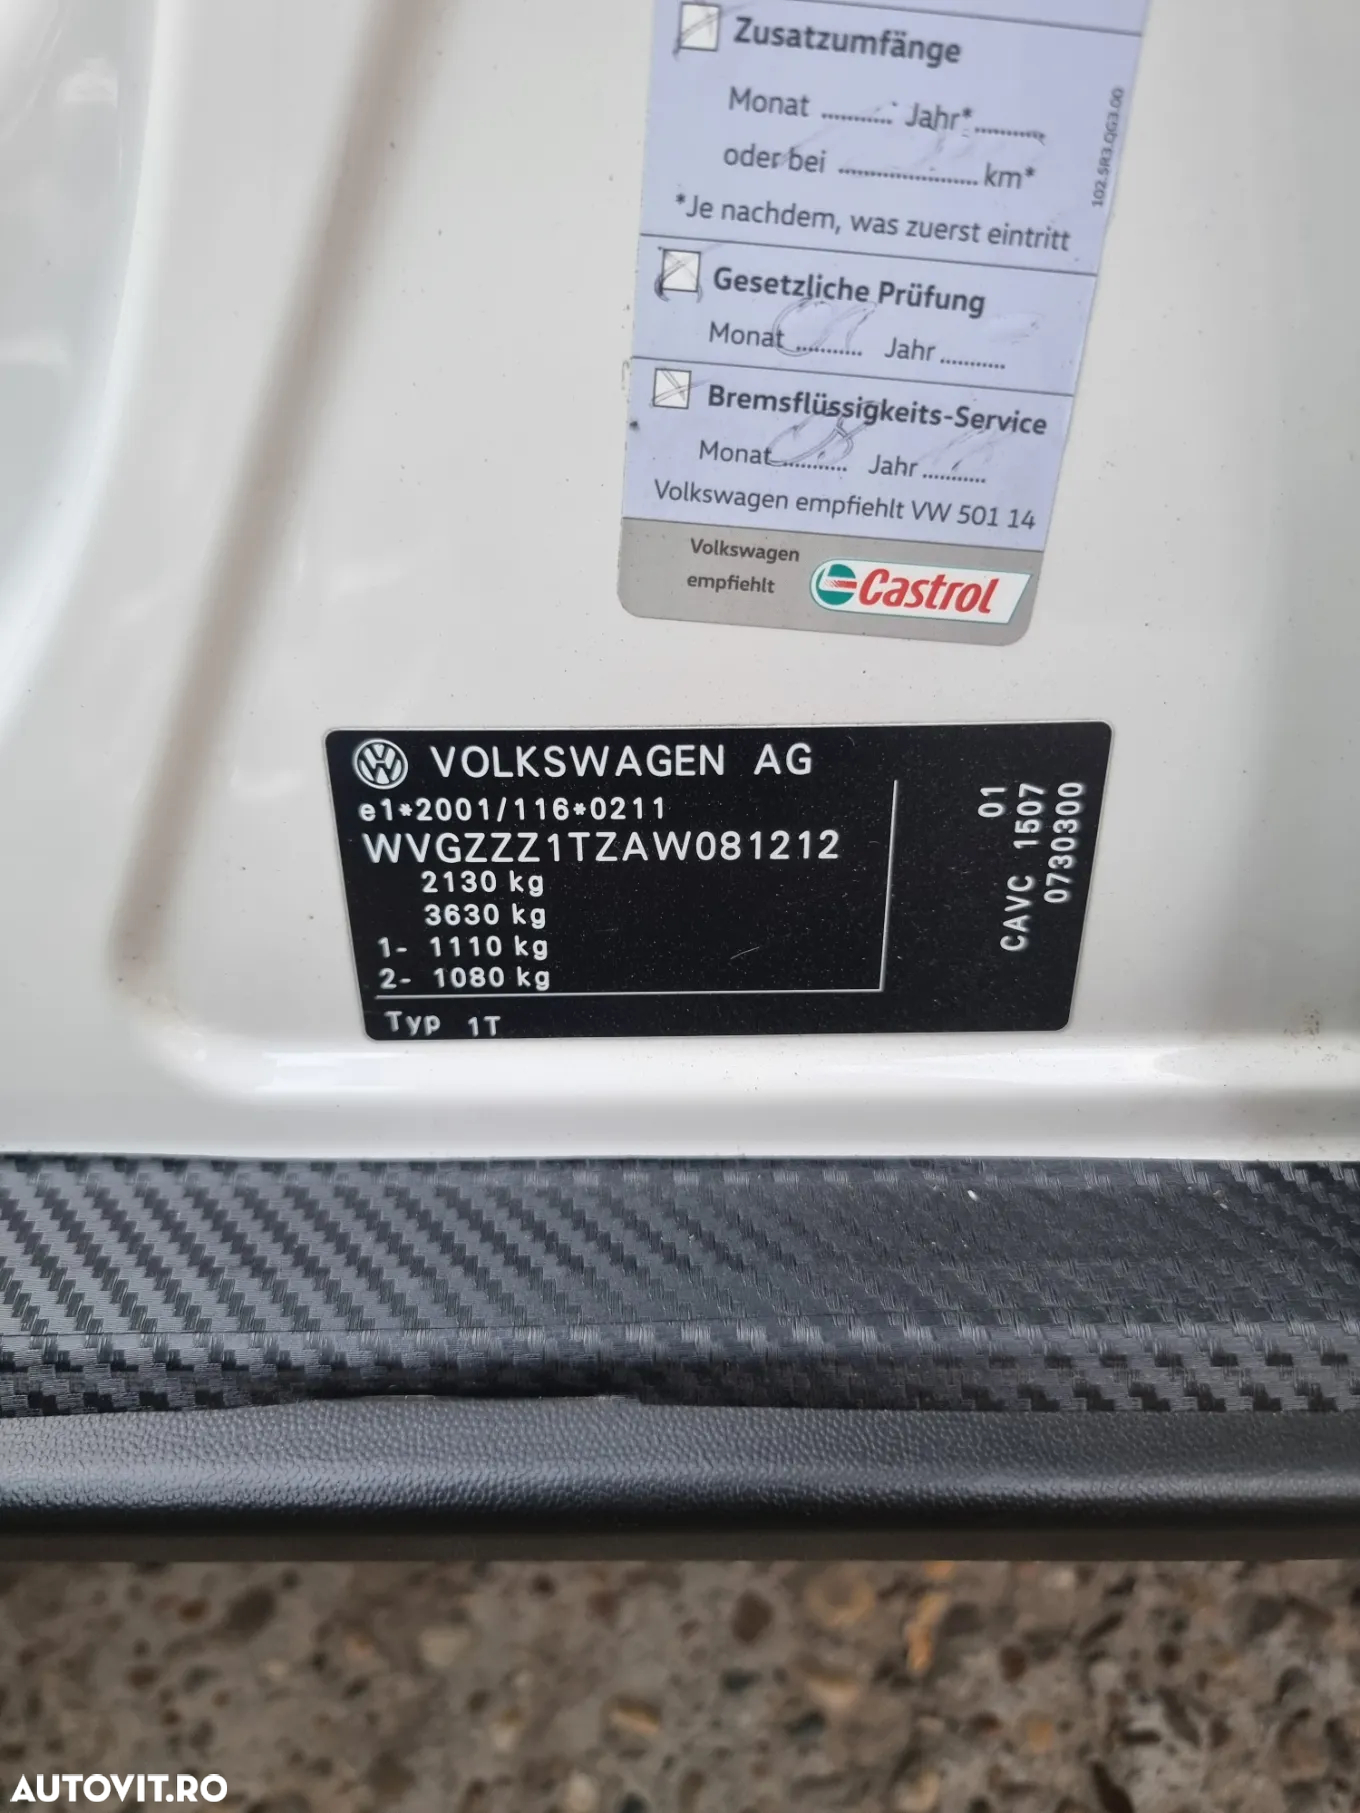 Zusatzumfänge
Monat ............ Jahr*............
oder bei ........................ km*
*Je nachdem, was zuerst eintritt
102.5R3.QG3.00
Gesetzliche Prüfung
Monat ............ Jahr ............
Bremsflüssigkeits-Service
Monat ............ Jahr ............
Volkswagen empfiehlt VW 501 14
Volkswagen
empfiehlt
Castrol
VOLKSWAGEN AG
e1*2001/116*0211
WVGZZZ1TZAW081212
2130 kg
3630 kg
1- 1110 kg
2- 1080 kg
Typ 1T
01
CAVC 1507
0730300
AUTOVIT.RO